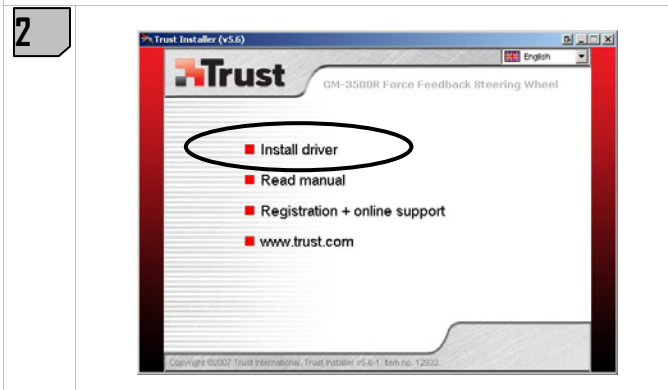 2
Trust Installer (v5.6)
English
Trust
GM-3500R Force Feedback Steering Wheel
Install driver
Read manual
Registration + online support
www.trust.com
Copyright ©2007 Trust International. Trust Installer v5.6-1. Item no. 12932.